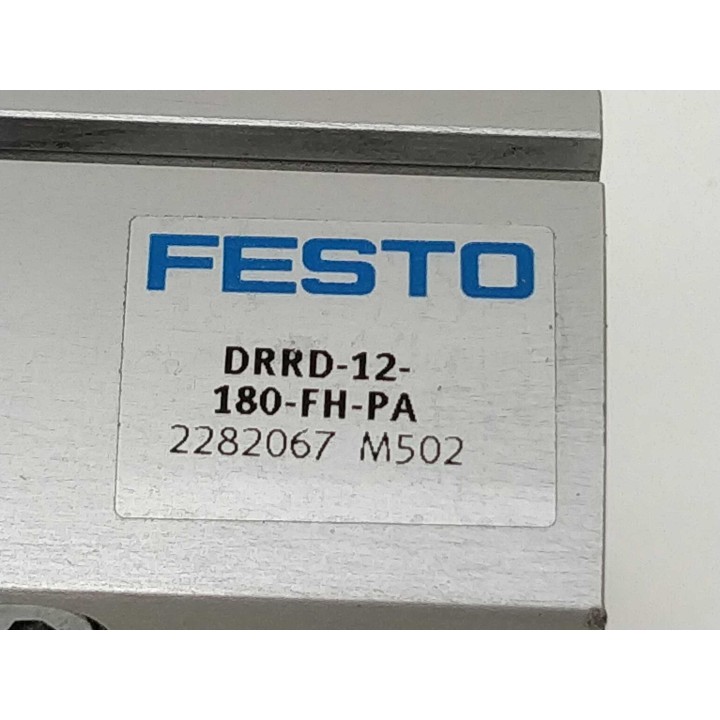 FESTO
DRRD-12-
180-FH-PA
2282067 M502